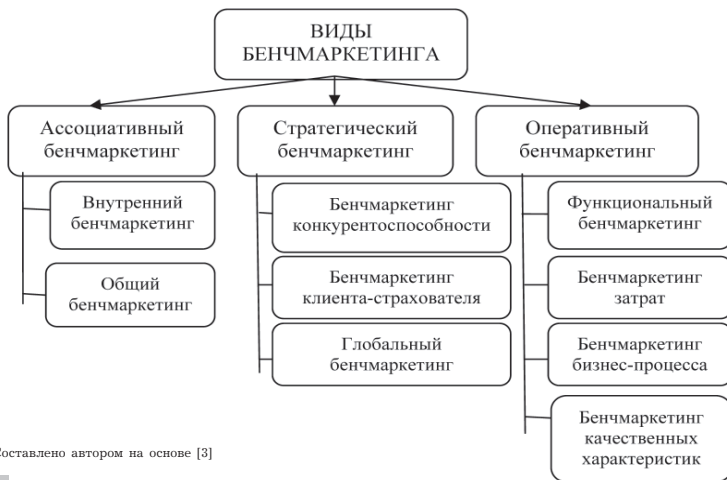 ВИДЫ
БЕНЧМАРКЕТИНГА
Ассоциативный
бенчмаркетинг
Внутренний
бенчмаркетинг
Общий
бенчмаркетинг
Стратегический
бенчмаркетинг
Бенчмаркетинг
конкурентоспособности
Бенчмаркетинг
клиента-страхователя
Глобальный
бенчмаркетинг
Оперативный
бенчмаркетинг
Функциональный
бенчмаркетинг
Бенчмаркетинг
затрат
Бенчмаркетинг
бизнес-процесса
Бенчмаркетинг
качественных
характеристик
Составлено автором на основе [3]